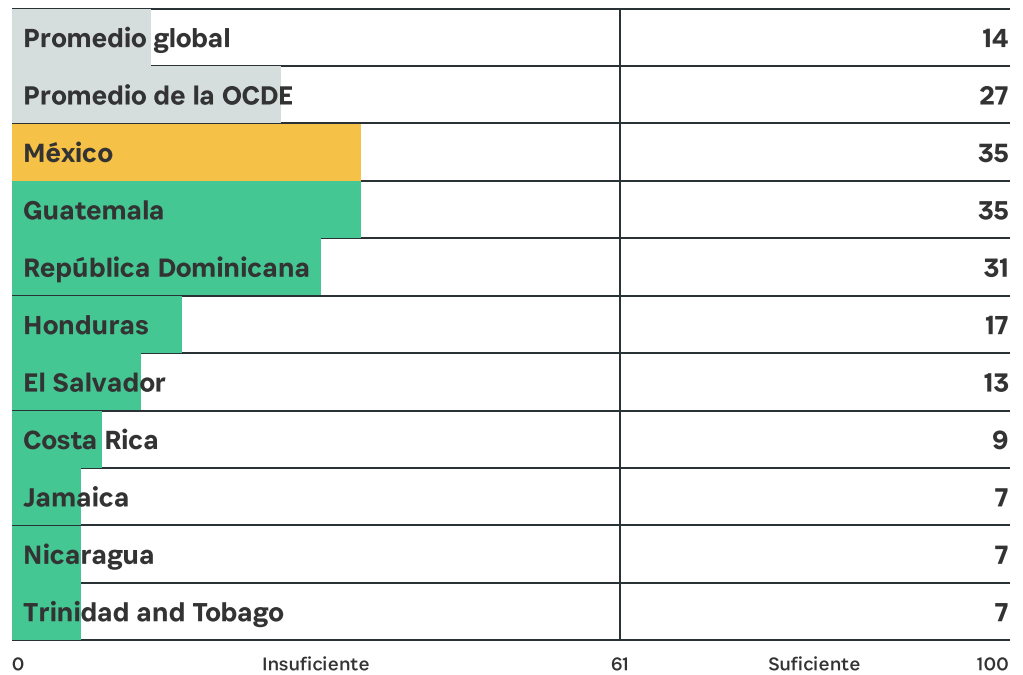 Promedio global 14
Promedio de la OCDE 27
México 35
Guatemala 35
República Dominicana 31
Honduras 17
El Salvador 13
Costa Rica 9
Jamaica 7
Nicaragua 7
Trinidad and Tobago 7
0 Insuficiente 61 Suficiente 100